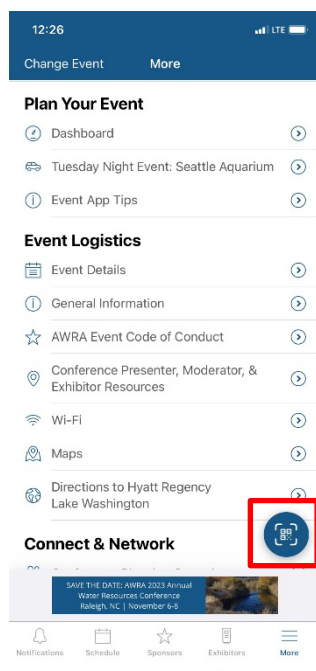 12:26
LTE
Change Event
More
Plan Your Event
Dashboard
Tuesday Night Event: Seattle Aquarium
Event App Tips
Event Logistics
Event Details
General Information
AWRA Event Code of Conduct
Conference Presenter, Moderator, &
Exhibitor Resources
Wi-Fi
Maps
Directions to Hyatt Regency
Lake Washington
Connect & Network
SAVE THE DATE: AWRA 2023 Annual
Water Resources Conference
Raleigh, NC | November 6-8
Notifications
Schedule
Sponsors
Exhibitors
More